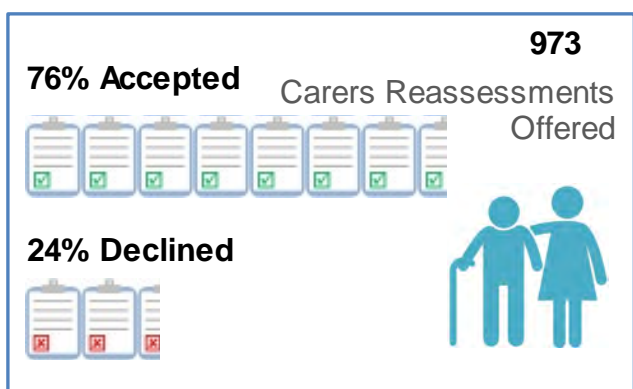 973
76% Accepted
Carers Reassessments
Offered
24% Declined